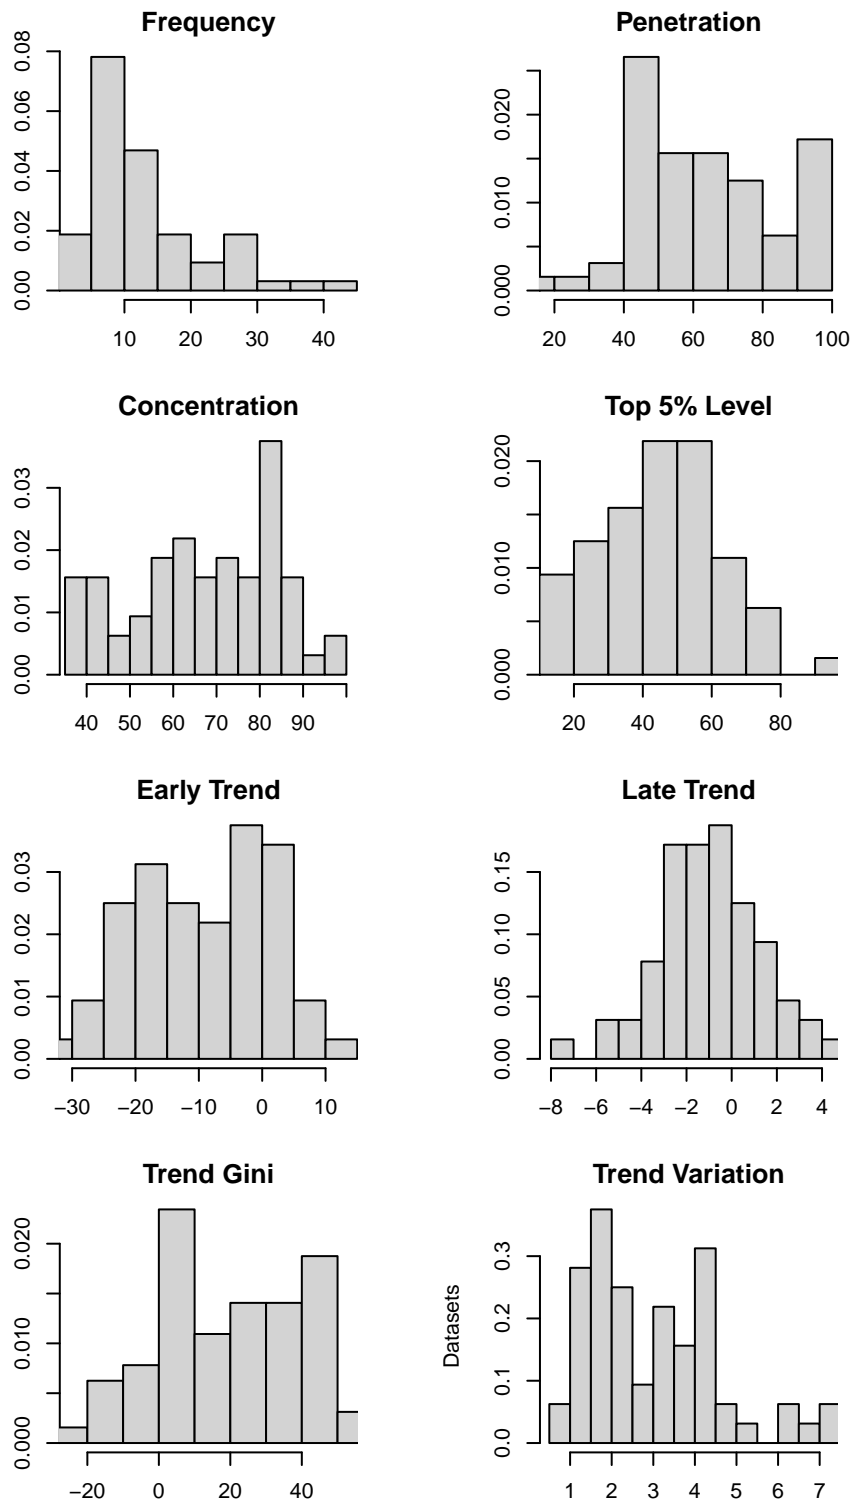 Frequency
0.08
0.06
0.04
0.02
0.00
10 20 30 40
Penetration
0.020
0.010
0.000
20 40 60 80 100
Concentration
0.03
0.02
0.01
0.00
40 50 60 70 80 90
Top 5% Level
0.020
0.010
0.000
20 40 60 80
Early Trend
0.03
0.02
0.01
0.00
−30 −20 −10 0 10
Late Trend
0.15
0.10
0.05
0.00
−8 −6 −4 −2 0 2 4
Trend Gini
0.020
0.010
0.000
−20 0 20 40
Trend Variation
Datasets
0.3
0.2
0.1
0.0
1 2 3 4 5 6 7